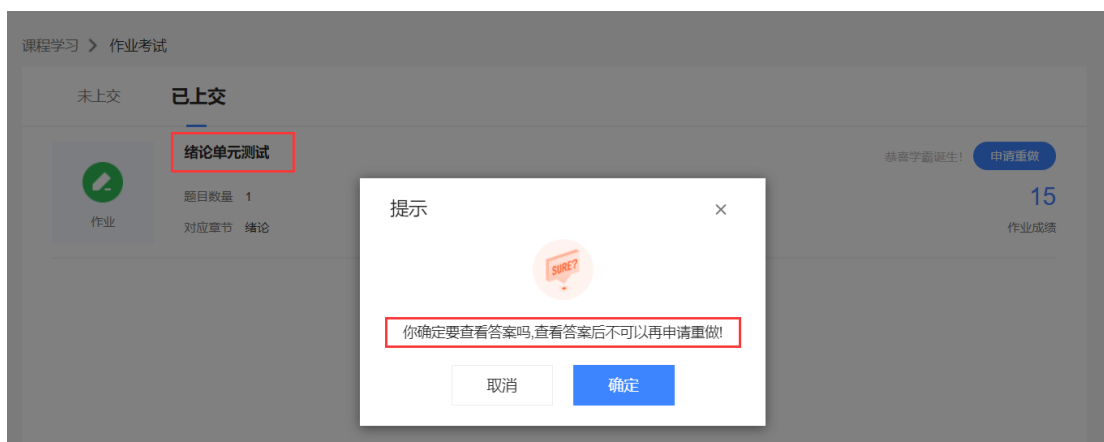 课程学习 > 作业考试
未上交 已上交
绪论单元测试
恭喜学霸诞生! 申请重做
题目数量 1
15
作业
对应章节 绪论
作业成绩
提示 ×
SURE?
你确定要查看答案吗,查看答案后不可以再申请重做!
取消 确定